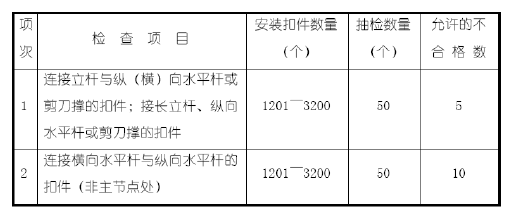 项次 检查项目 安装扣件数量（个） 抽检数量（个） 允许的不合格数
1 连接立杆与纵（横）向水平杆或剪刀撑的扣件；接长立杆、纵向水平杆或剪刀撑的扣件 1201￣3200 50 5
2 连接横向水平杆与纵向水平杆的扣件（非主节点处） 1201￣3200 50 10